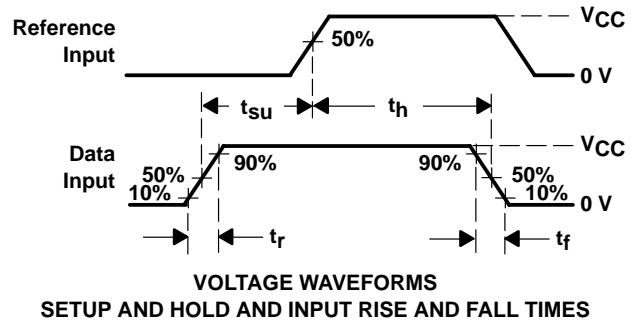 Reference
Input
50%
VCC
0 V
tsu
th
Data
Input
50%
10%
90%
90%
VCC
50%
10%
0 V
tr
tf
VOLTAGE WAVEFORMS
SETUP AND HOLD AND INPUT RISE AND FALL TIMES